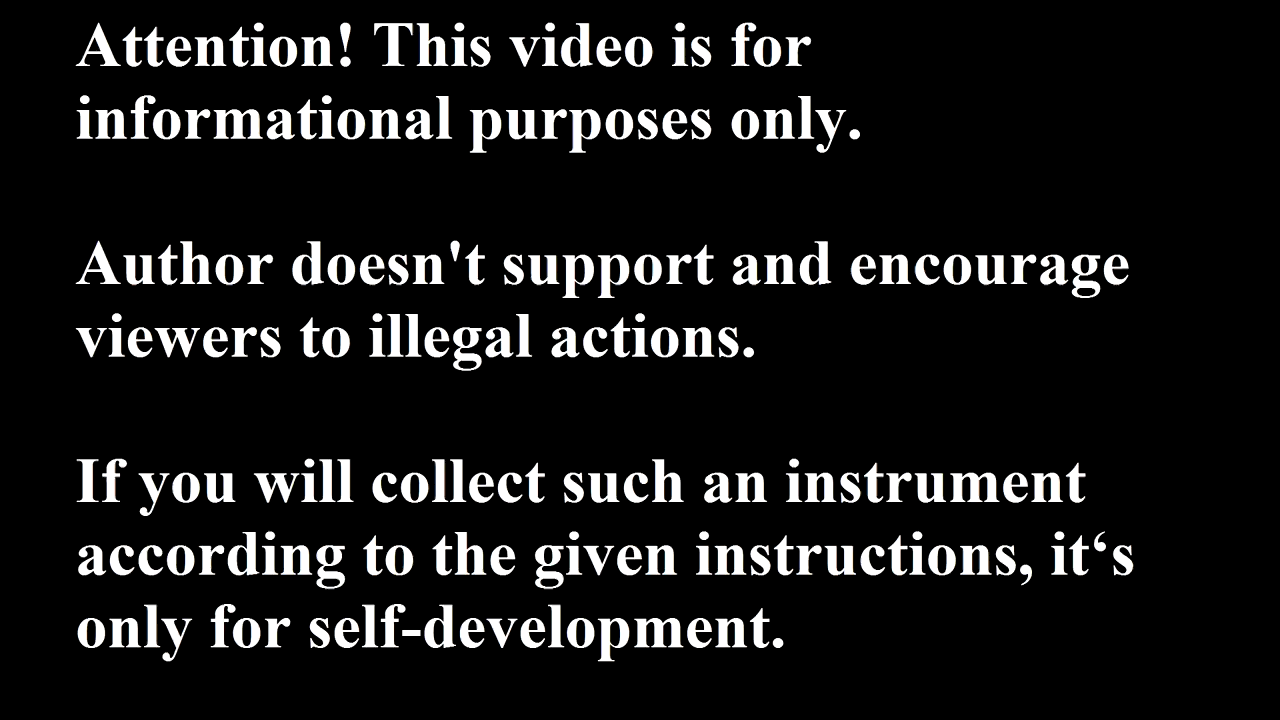 Attention! This video is for
informational purposes only.
Author doesn't support and encourage
viewers to illegal actions.
If you will collect such an instrument
according to the given instructions, it‘s
only for self-development.